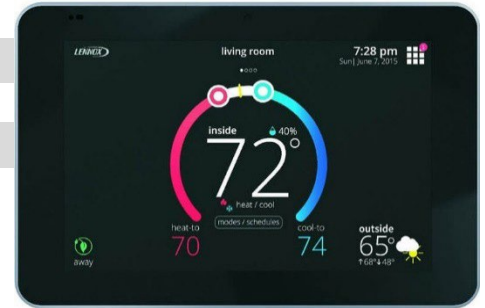 LENNOX
living room
7:28 pm
Sun| June 7, 2015
inside
40%
72°
heat / cool
modes / schedules
heat-to
70
cool-to
74
away
outside
65°
↑68°↓48°